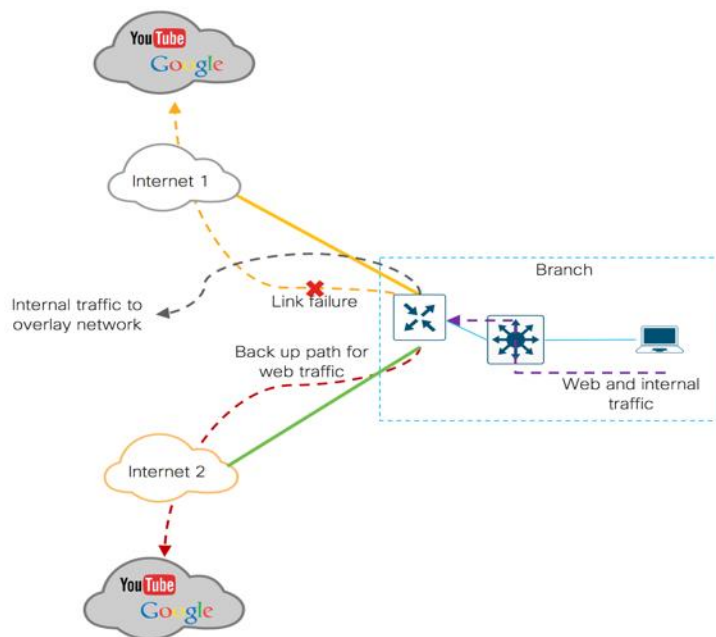 YouTube
Google
Internet 1
Branch
Internal traffic to
overlay network
Link failure
Back up path for
web traffic
Web and internal
traffic
Internet 2
YouTube
Google